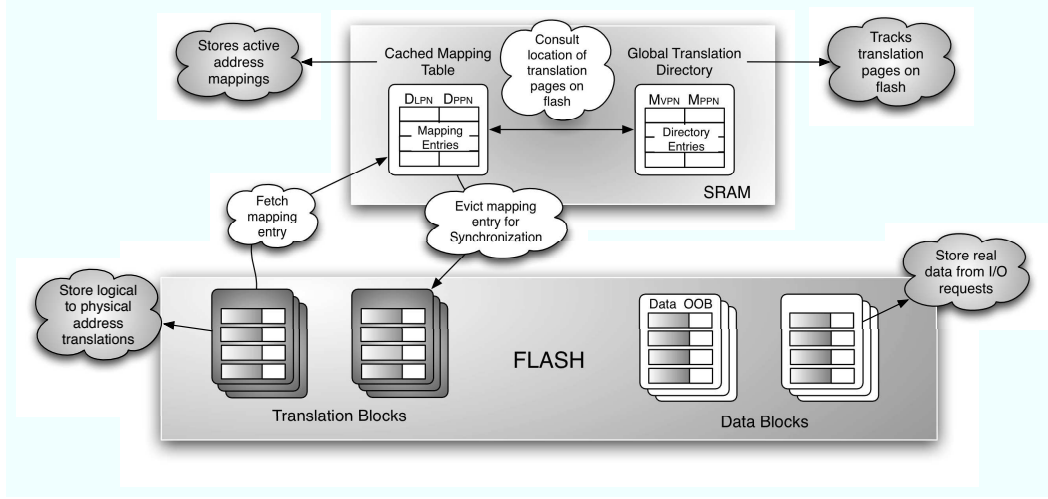 Stores active
address
mappings
Cached Mapping
Table
Consult
location of
translation
pages on
flash
Global Translation
Directory
Tracks
translation
pages on
flash
DLPN DPPN
Mapping
Entries
MVPN MPPN
Directory
Entries
SRAM
Fetch
mapping
entry
Evict mapping
entry for
Synchronization
Store real
data from I/O
requests
Store logical
to physical
address
translations
Data OOB
FLASH
Translation Blocks
Data Blocks